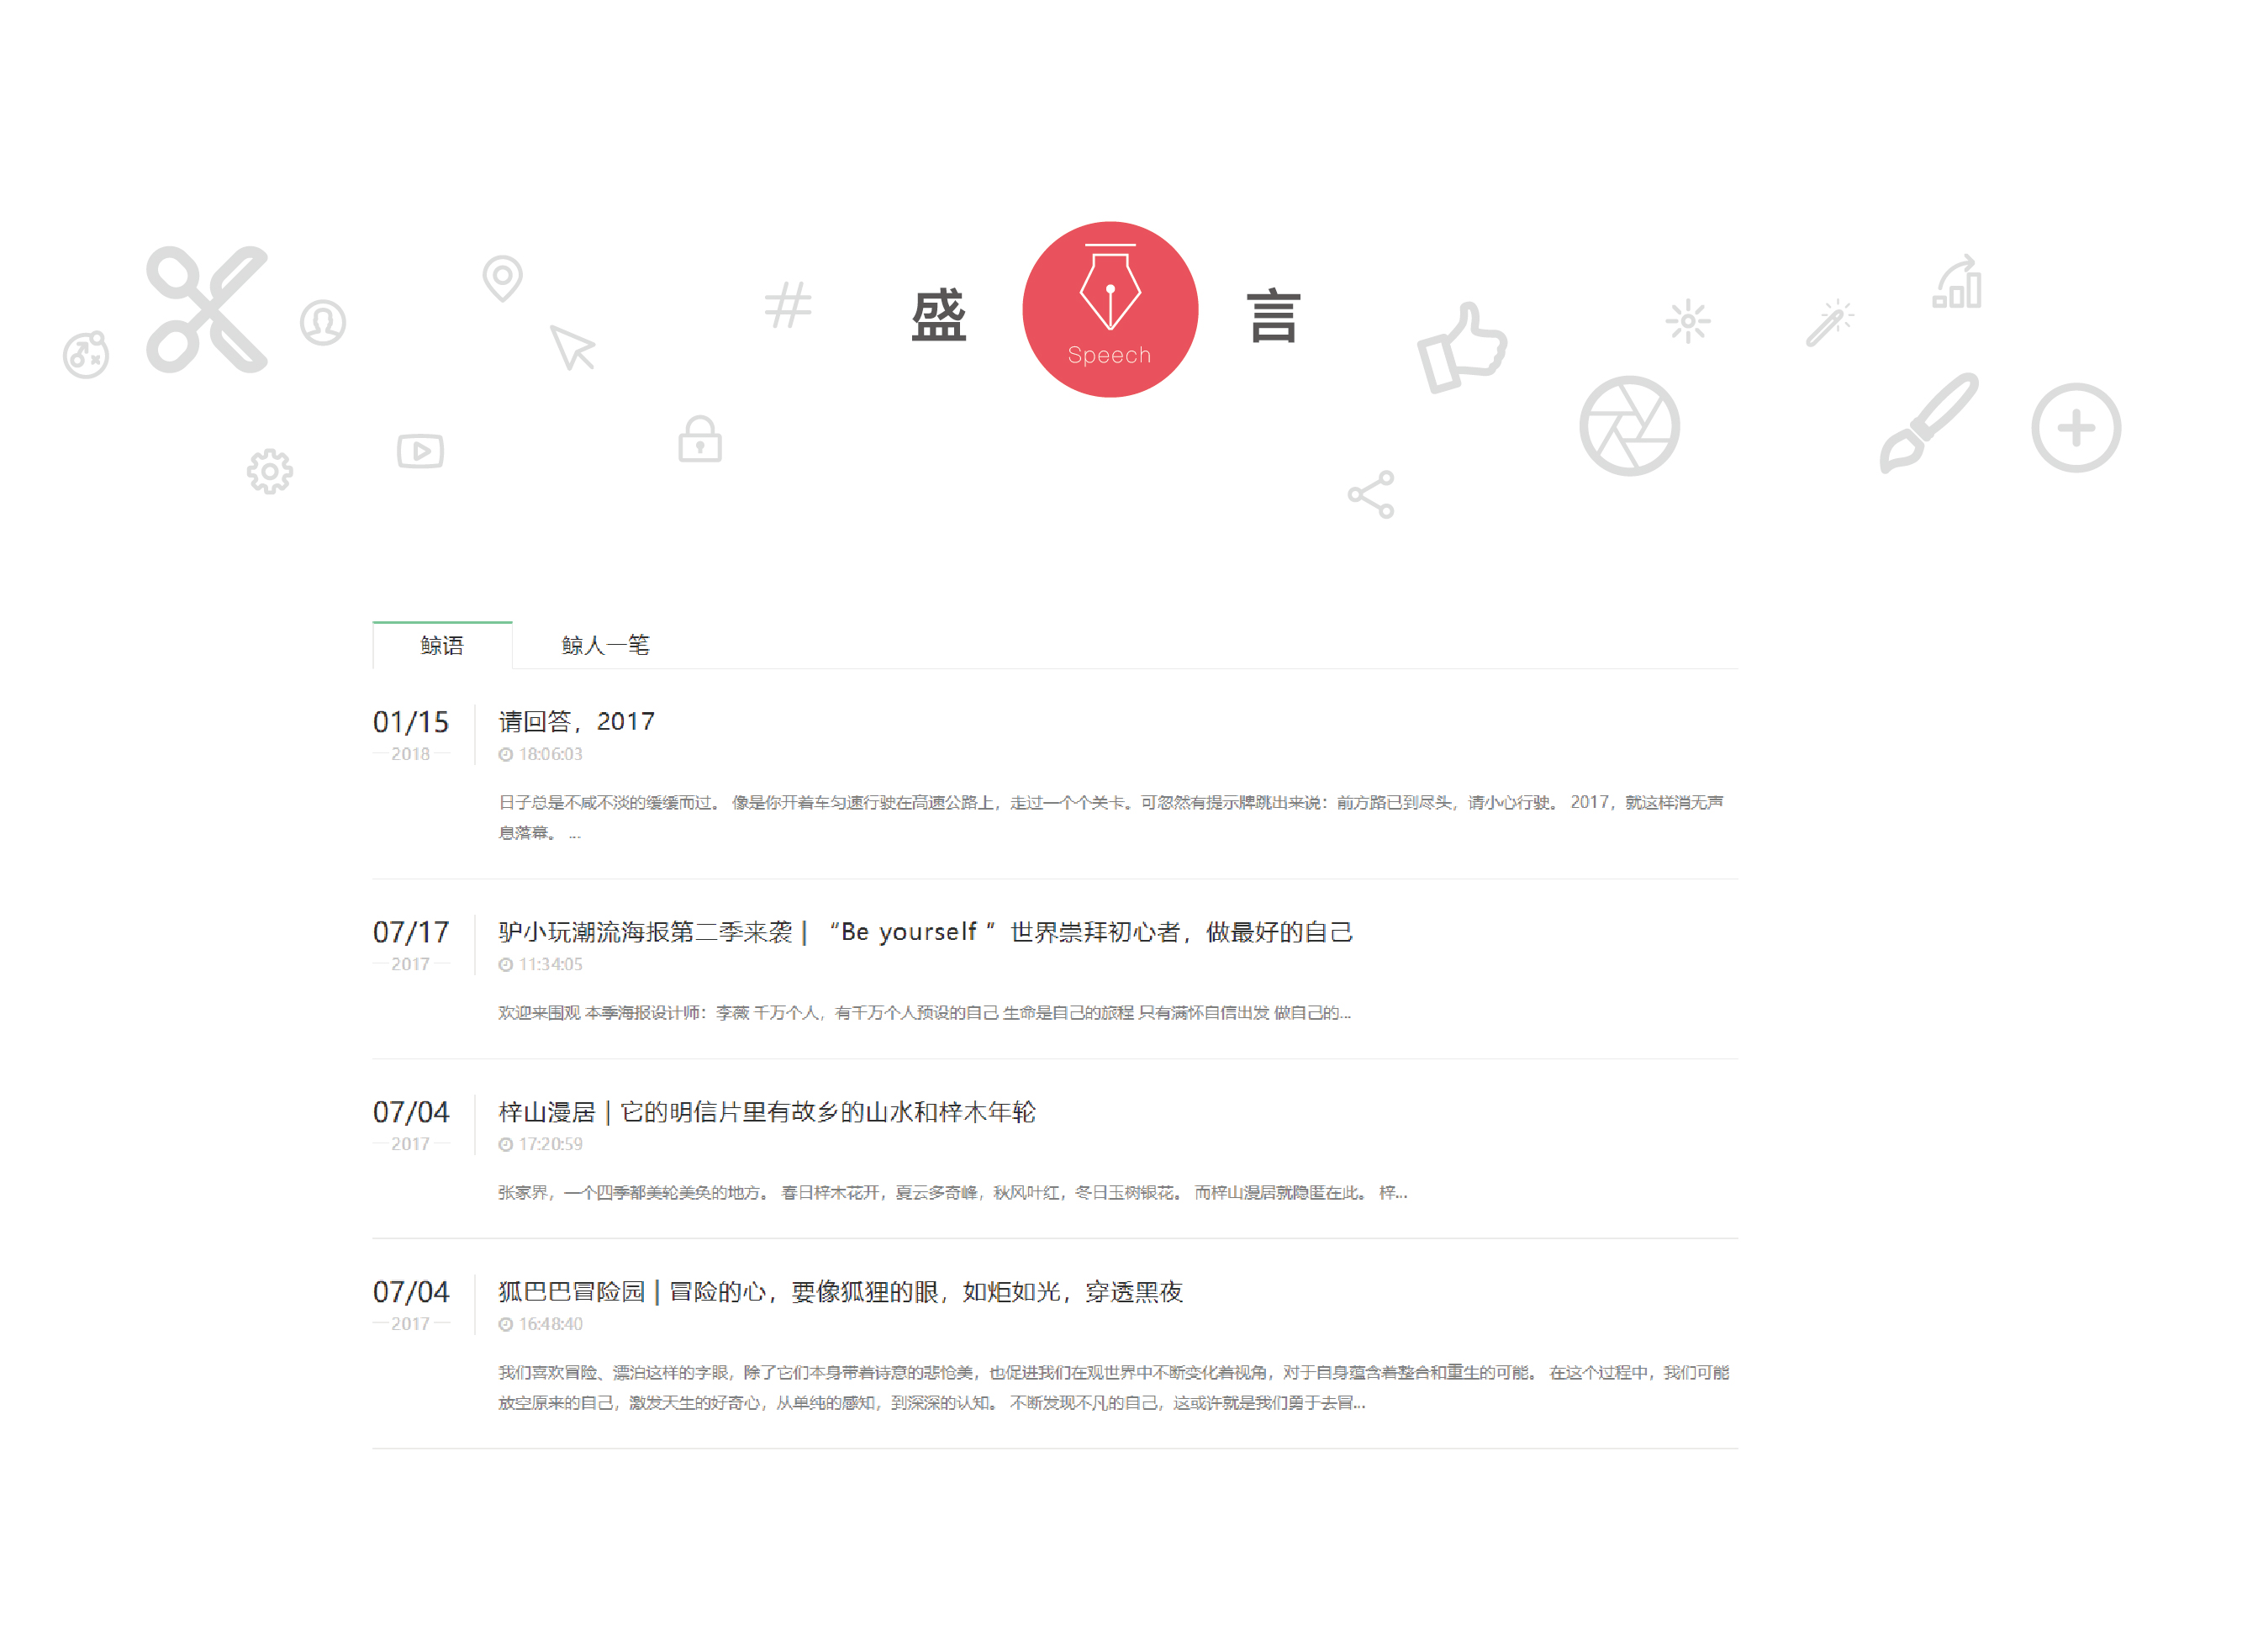 盛 言
Speech
鲸语 鲸人一笔
01/15 请回答，2017
2018 18:06:03
日子总是不咸不淡的缓缓而过。 像是你开着车匀速行驶在高速公路上，走过一个个关卡。可忽然有提示牌跳出来说：前方路已到尽头，请小心行驶。 2017，就这样消无声
息落幕。 ...
07/17 驴小玩潮流海报第二季来袲 | “Be yourself ” 世界崇拜初心者，做最好的自己
2017 11:34:05
欢迎来围观 本季海报设计师：李薇 千万个人，有千万个人预设的自己 生命是自己的旅程 只有满怀自信出发 做自己的...
07/04 梓山漫居 | 它的明信片里有故乡的山水和梓木年轮
2017 17:20:59
张家界，一个四季都美轮美奂的地方。 春日梓木花开，夏云多奇峰，秋风叶红，冬日玉树银花。 而梓山漫居就隐匿在此。 梓...
07/04 狐巴巴冒险园 | 冒险的心，要像狐狸的眼，如炬如光，穿透黑夜
2017 16:48:40
我们喜欢冒险、漂泊这样的字眼，除了它们本身带着诗意的悲怆美，也促进我们在观世界中不断变化着视角，对于自身蕴含着整合和重生的可能。 在这个过程中，我们可能
放空原来的自己，激发天生的好奇心，从单纯的感知，到深深的认知。 不断发现不凡的自己，这或许就是我们勇于去冒...